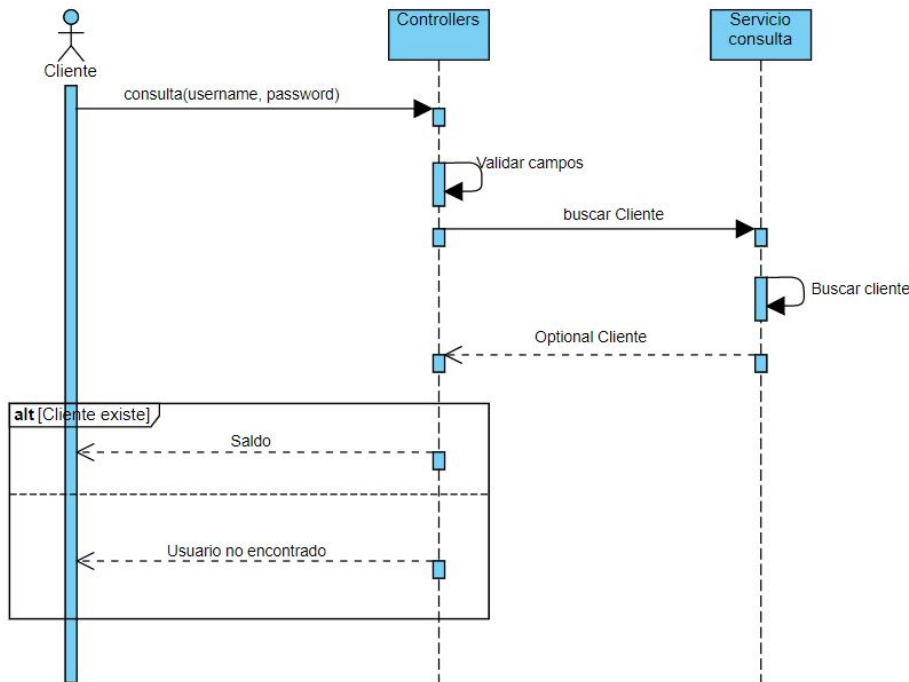 Controllers
Servicio
consulta
Cliente
consulta(username, password)
Validar campos
buscar Cliente
Buscar cliente
Optional Cliente
alt [Cliente existe]
Saldo
Usuario no encontrado